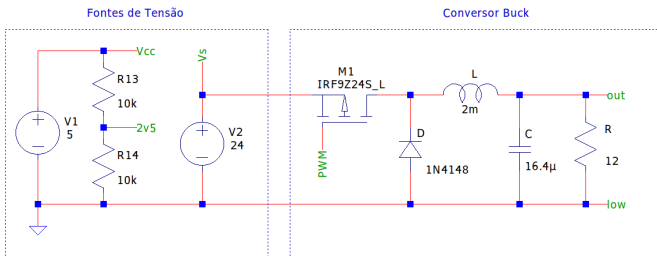 Fontes de Tensão
Conversor Buck
Vcc
Vs
R13
10k
V1
5
2v5
R14
10k
V2
24
M1
IRF9Z24S_L
PWM
D
1N4148
L
2m
C
16.4µ
R
12
out
low